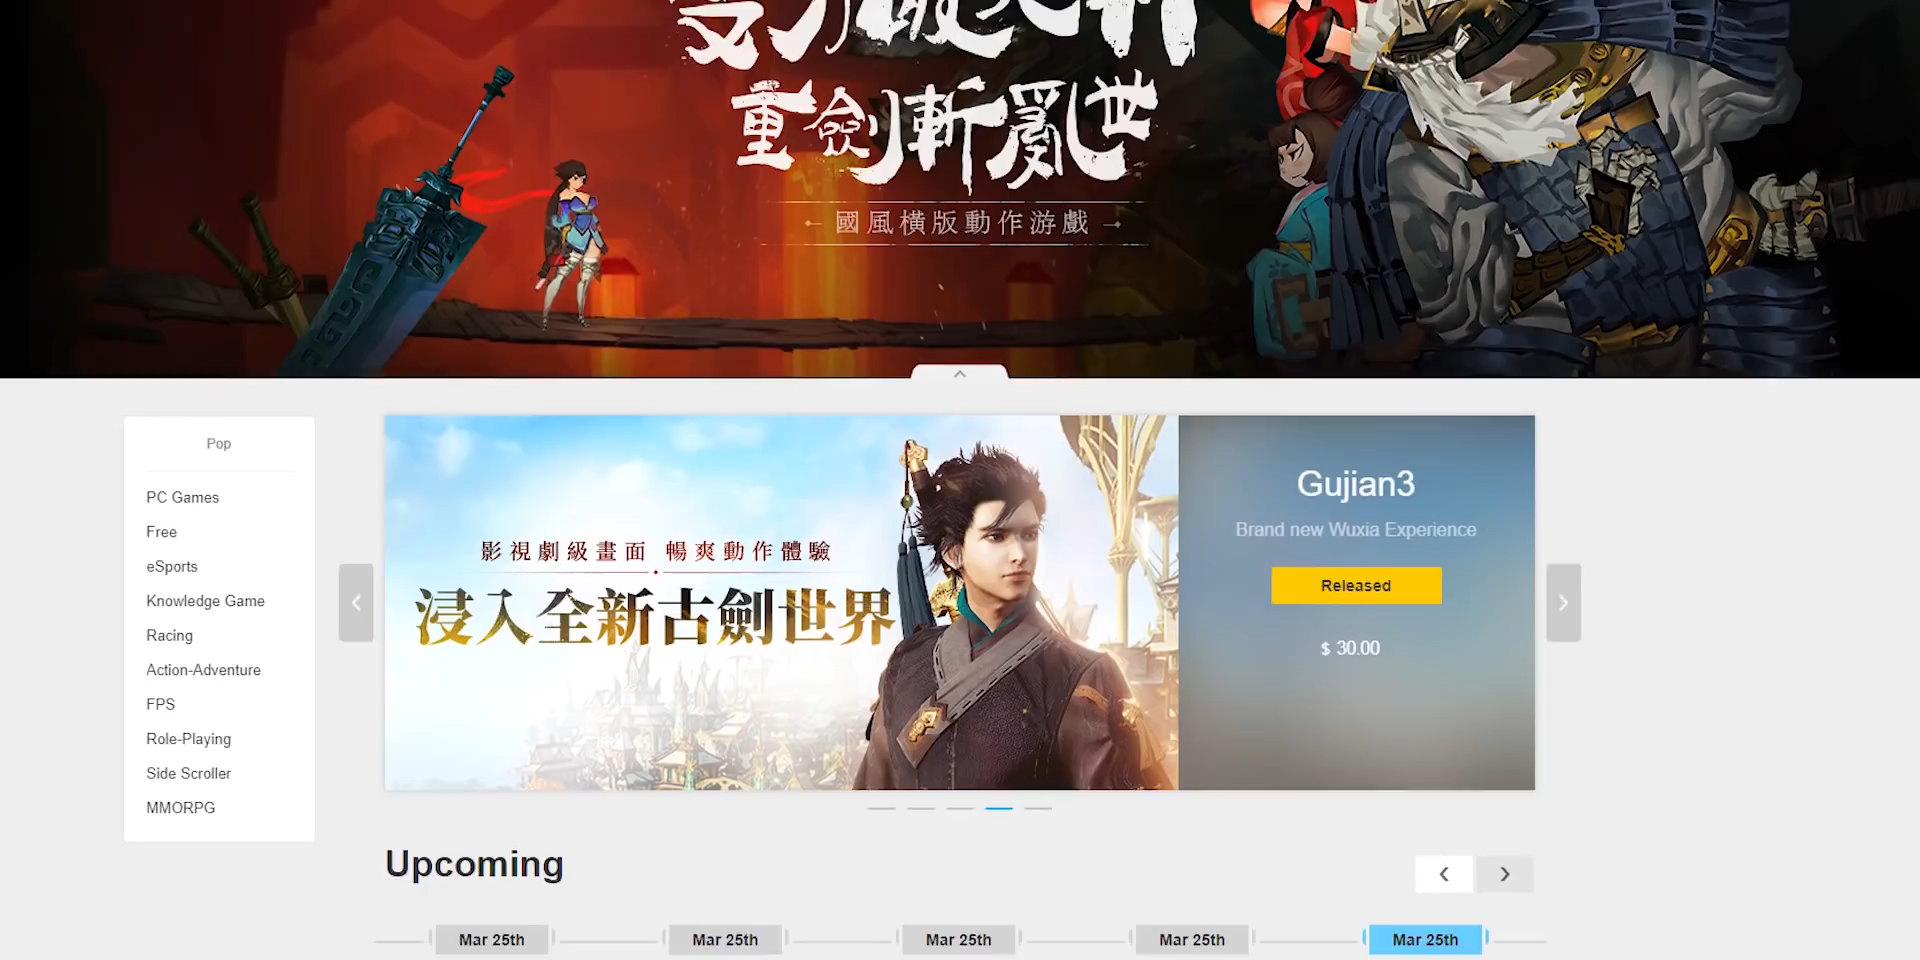 重劍斬亂世
國風橫版動作游戲
Pop
PC Games
Free
eSports
Knowledge Game
Racing
Action-Adventure
FPS
Role-Playing
Side Scroller
MMORPG
影視劇級畫面 暢爽動作體驗
浸入全新古劍世界
Gujian3
Brand new Wuxia Experience
Released
$ 30.00
Upcoming
Mar 25th
Mar 25th
Mar 25th
Mar 25th
Mar 25th